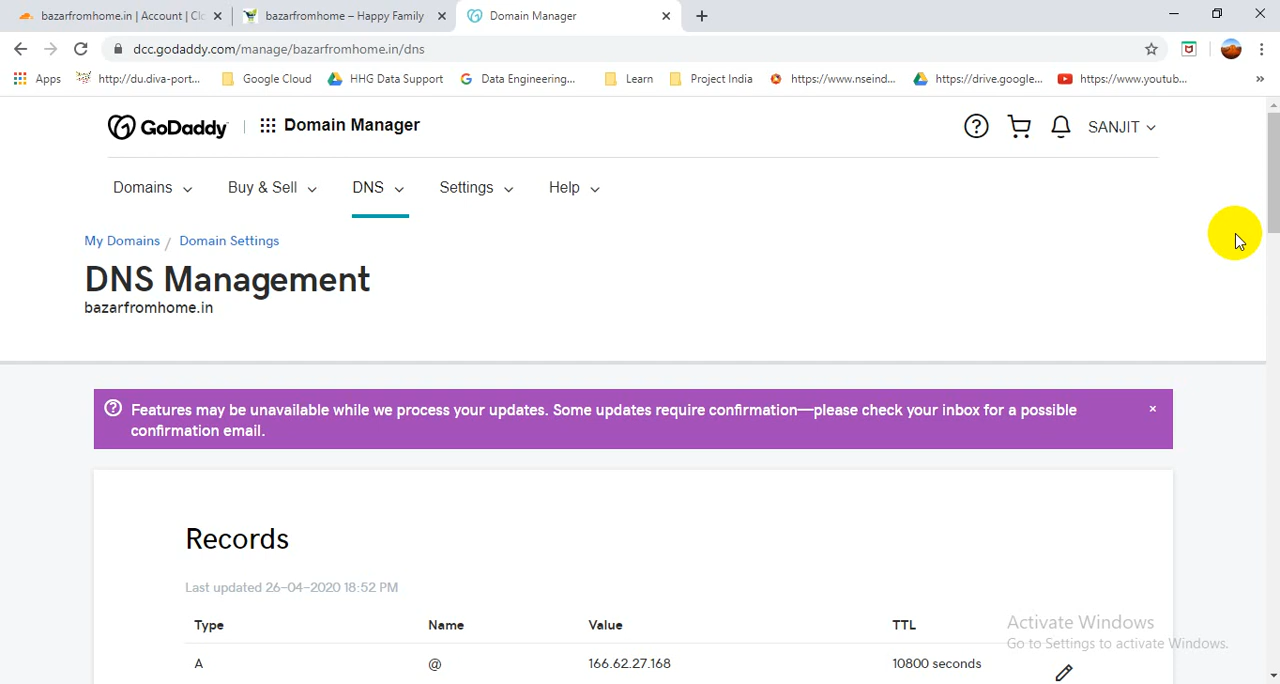 bazarfromhome.in | Account | Clo
bazarfromhome – Happy Family
Domain Manager
dcc.godaddy.com/manage/bazarfromhome.in/dns
Apps
http://du.diva-port...
Google Cloud
HHG Data Support
Data Engineering...
Learn
Project India
https://www.nseind...
https://drive.google...
https://www.youtub...
»
GoDaddy
Domain Manager
SANJIT
Domains
Buy & Sell
DNS
Settings
Help
My Domains / Domain Settings
DNS Management
bazarfromhome.in
Features may be unavailable while we process your updates. Some updates require confirmation—please check your inbox for a possible
confirmation email.
Records
Last updated 26-04-2020 18:52 PM
Type Name Value TTL
A @ 166.62.27.168 10800 seconds
Activate Windows
Go to Settings to activate Windows.